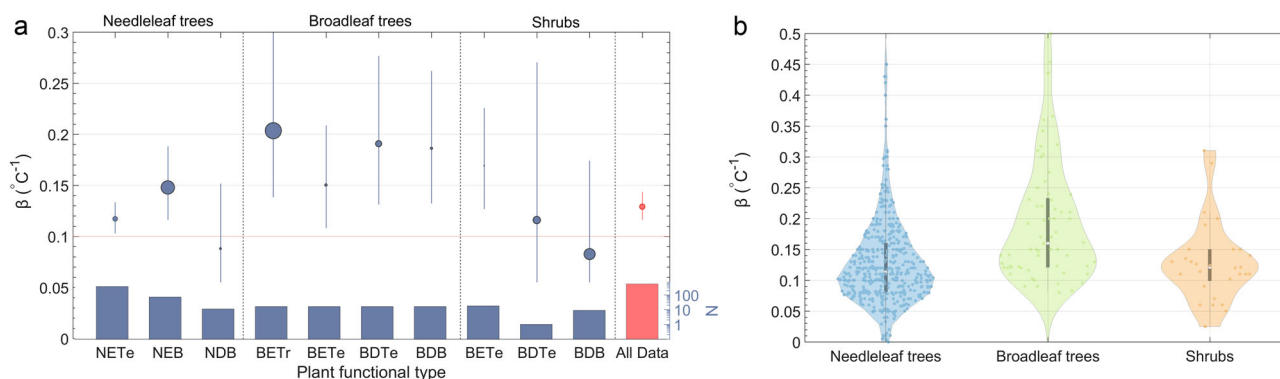 a
Needleleaf trees
Broadleaf trees
Shrubs
0.3
0.25
0.2
0.15
0.1
0.05
0
β (°C⁻¹)
100
10
1
N
NETe
NEB
NDB
BETr
BETe
BDTe
BDB
BETe
BDTe
BDB
All Data
Plant functional type
b
0.5
0.45
0.4
0.35
0.3
0.25
0.2
0.15
0.1
0.05
0
β (°C⁻¹)
Needleleaf trees
Broadleaf trees
Shrubs